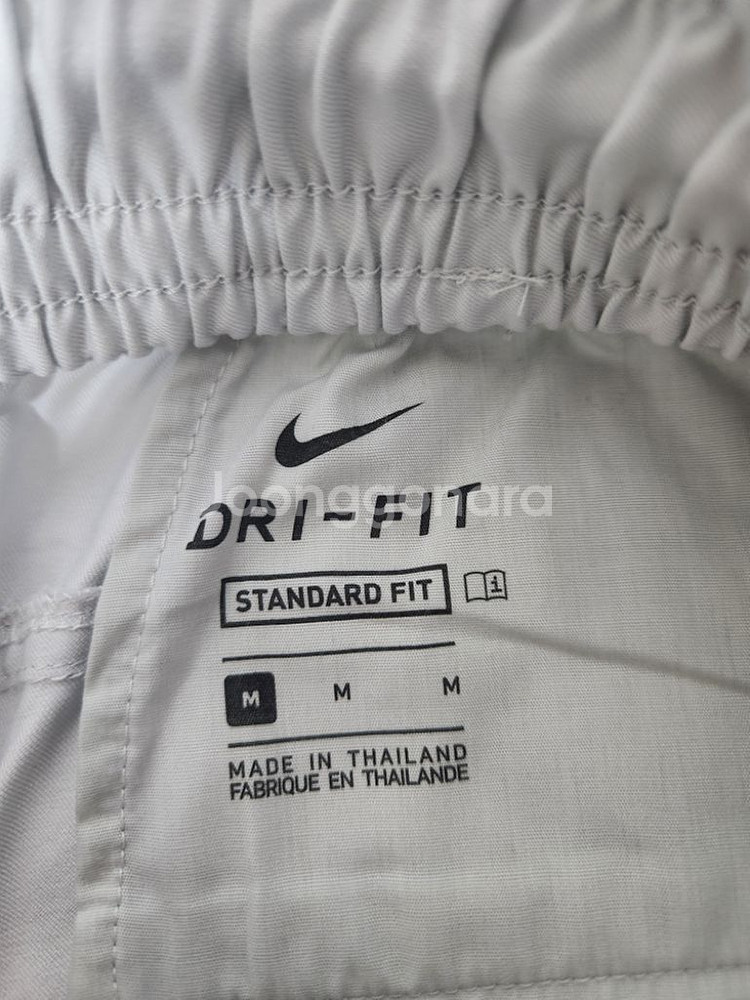 joonggonara
DRI-FIT
STANDARD FIT i
M M M
MADE IN THAILAND
FABRIQUE EN THAILANDE